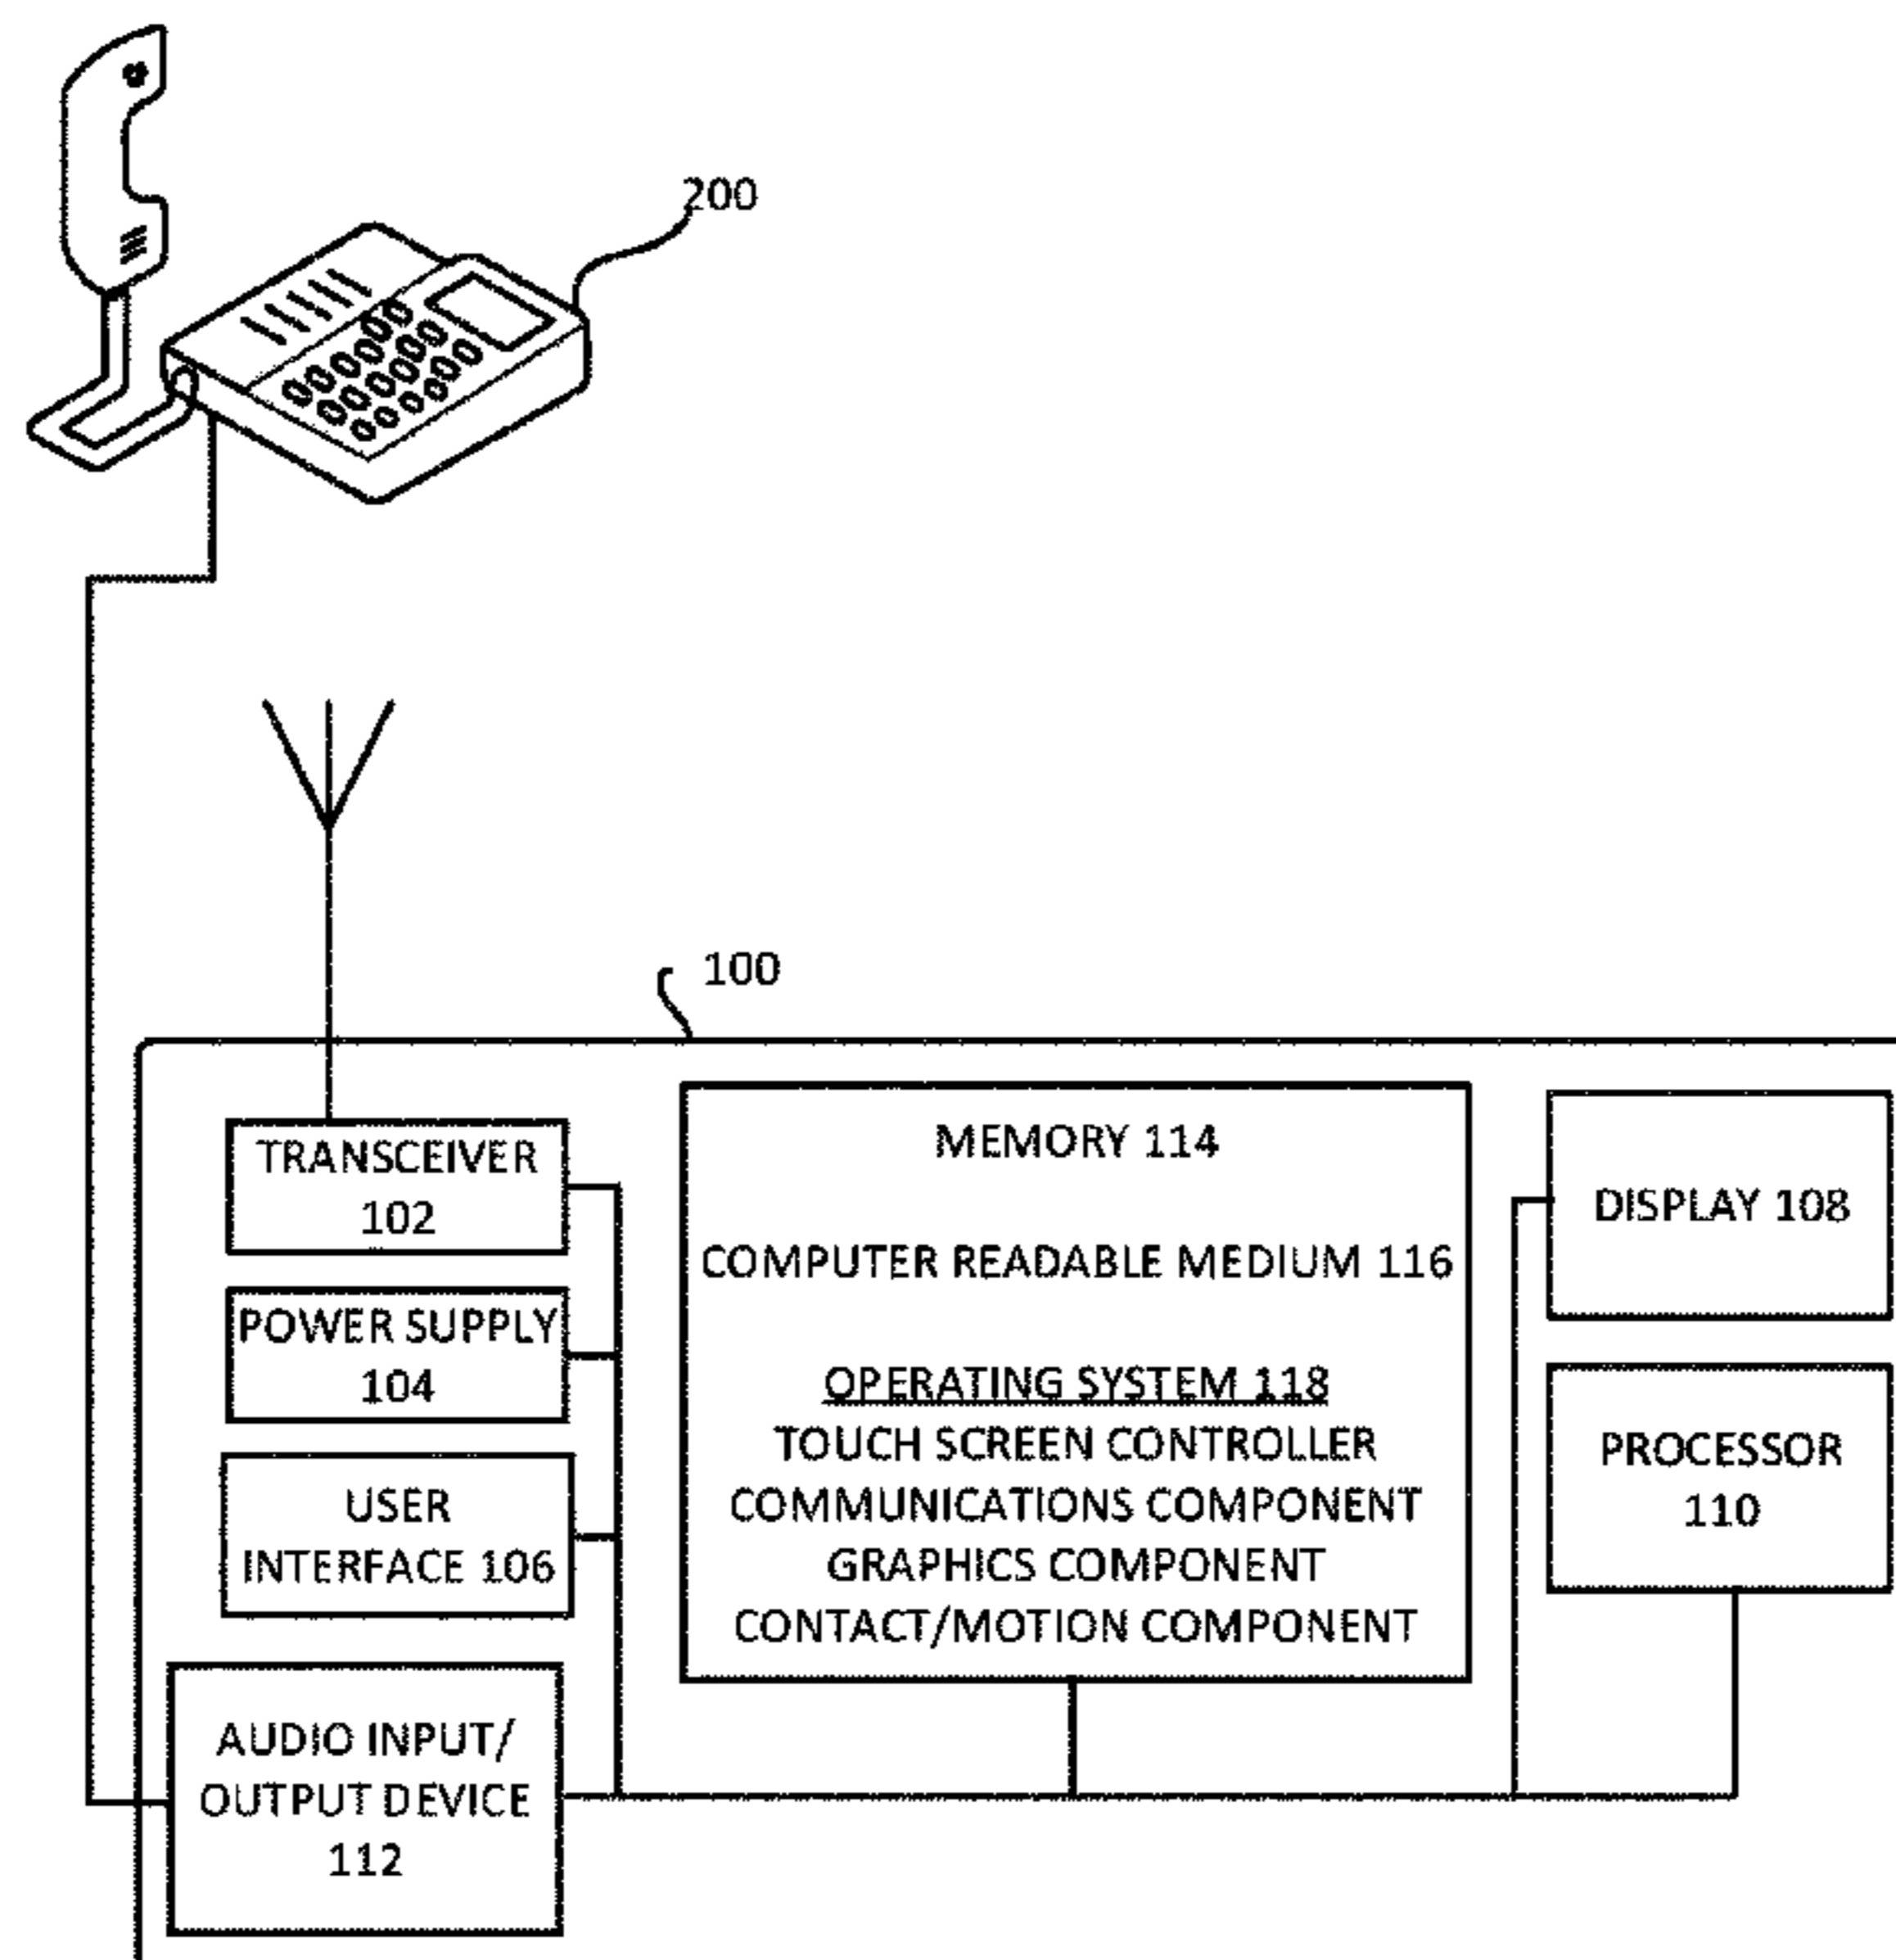 200
100
TRANSCEIVER
102
POWER SUPPLY
104
USER
INTERFACE 106
AUDIO INPUT/
OUTPUT DEVICE
112
MEMORY 114
COMPUTER READABLE MEDIUM 116
OPERATING SYSTEM 118
TOUCH SCREEN CONTROLLER
COMMUNICATIONS COMPONENT
GRAPHICS COMPONENT
CONTACT/MOTION COMPONENT
DISPLAY 108
PROCESSOR
110